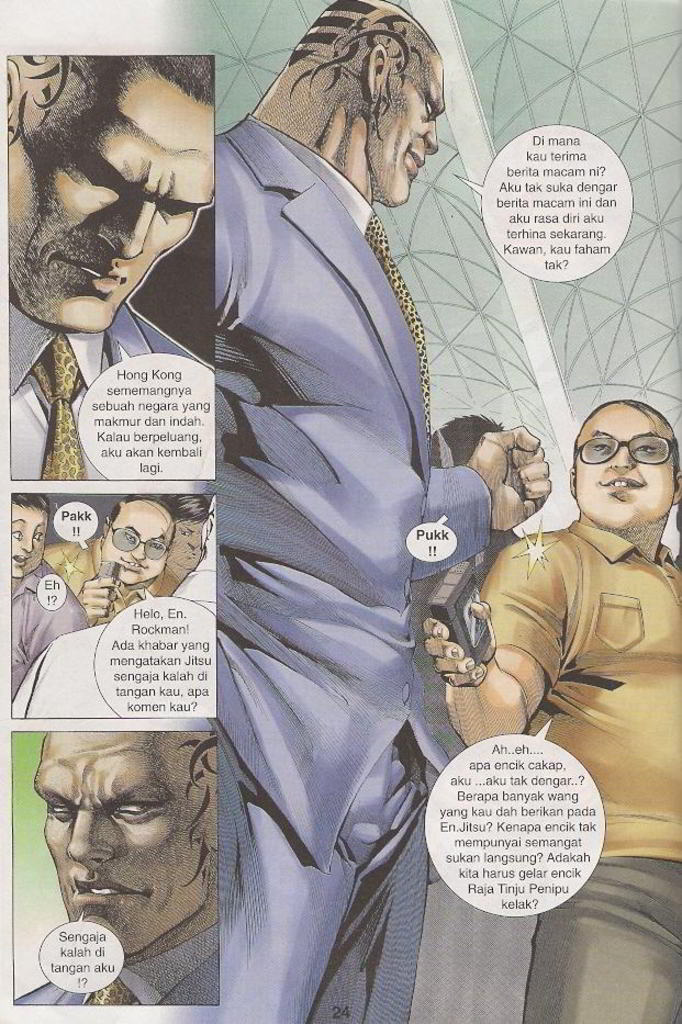 Hong Kong
sememangnya
sebuah negara yang
makmur dan indah.
Kalau berpeluang,
aku akan kembali
lagi.
Pakk
!!
Eh
!?
Helo, En.
Rockman!
Ada khabar yang
mengatakan Jitsu
sengaja kalah di
tangan kau, apa
komen kau?
Sengaja
kalah di
tangan aku
!?
Di mana
kau terima
berita macam ni?
Aku tak suka dengar
berita macam ini dan
aku rasa diri aku
terhina sekarang.
Kawan, kau faham
tak?
Pukk
!!
Ah..eh....
apa encik cakap,
aku ...aku tak dengar..?
Berapa banyak wang
yang kau dah berikan pada
En.Jitsu? Kenapa encik tak
mempunyai semangat
sukan langsung? Adakah
kita harus gelar encik
Raja Tinju Penipu
kelak?
24